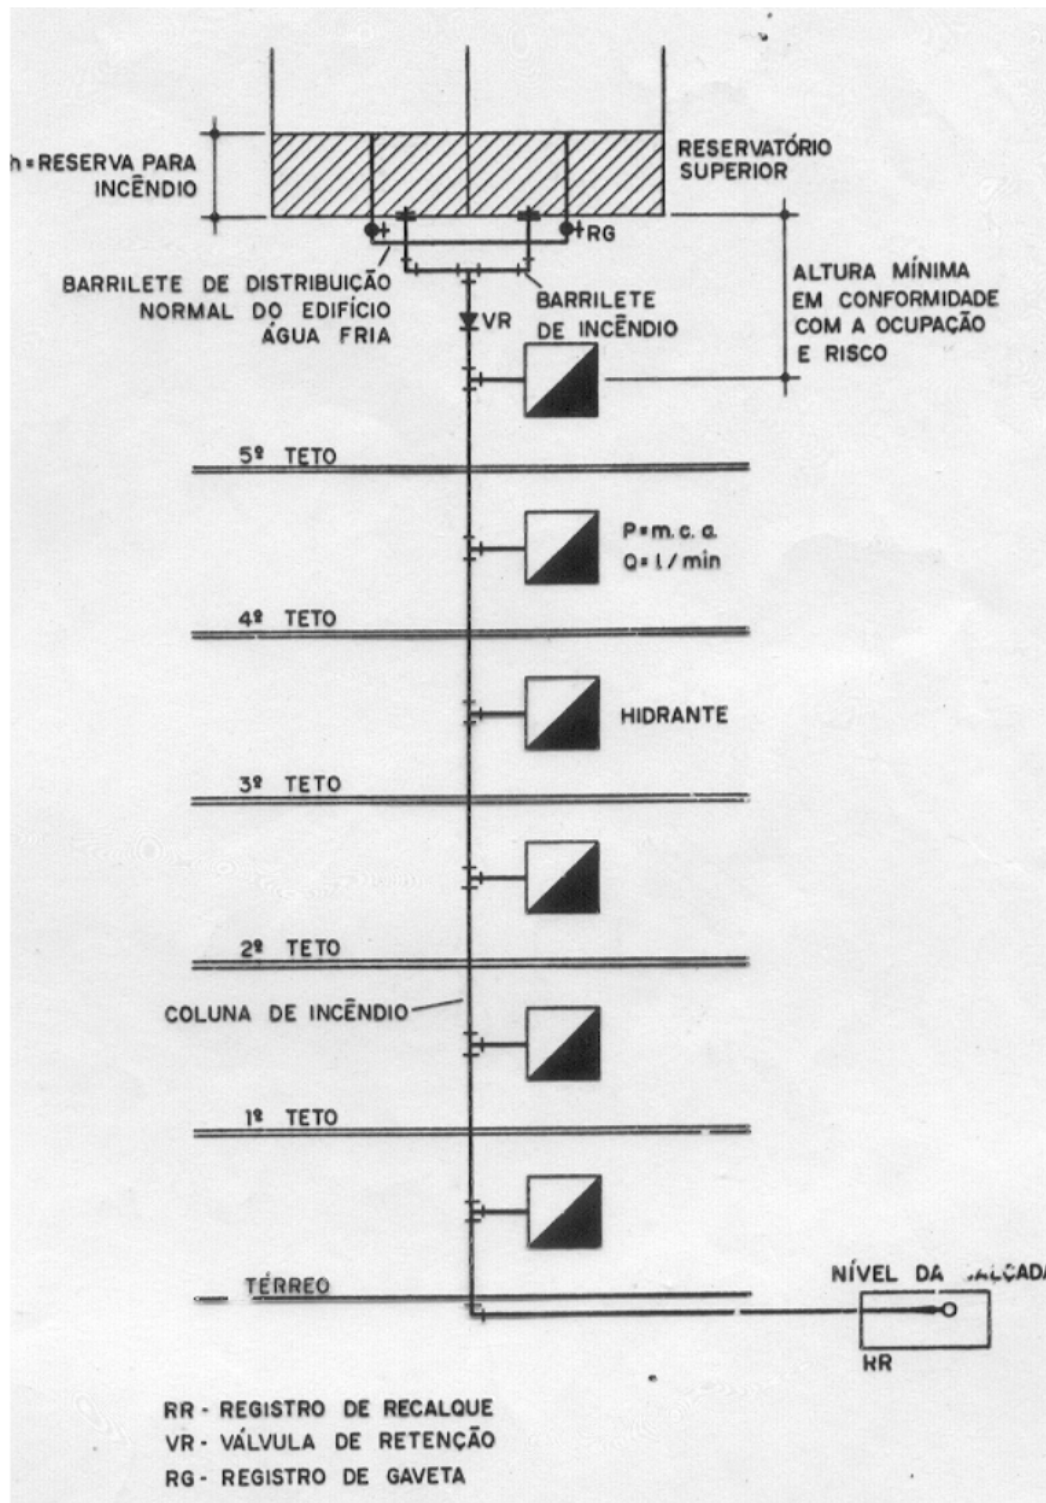 h=RESERVA PARA
INCÊNDIO
RESERVATÓRIO
SUPERIOR
RG
BARRILETE DE DISTRIBUIÇÃO
NORMAL DO EDIFÍCIO
ÁGUA FRIA
BARRILETE
DE INCÊNDIO
VR
ALTURA MÍNIMA
EM CONFORMIDADE
COM A OCUPAÇÃO
E RISCO
5º TETO
P=m.c.a.
Q=l/min
4º TETO
HIDRANTE
3º TETO
2º TETO
COLUNA DE INCÊNDIO
1º TETO
TÉRREO
NÍVEL DA
RR
RR - REGISTRO DE RECALQUE
VR - VÁLVULA DE RETENÇÃO
RG - REGISTRO DE GAVETA